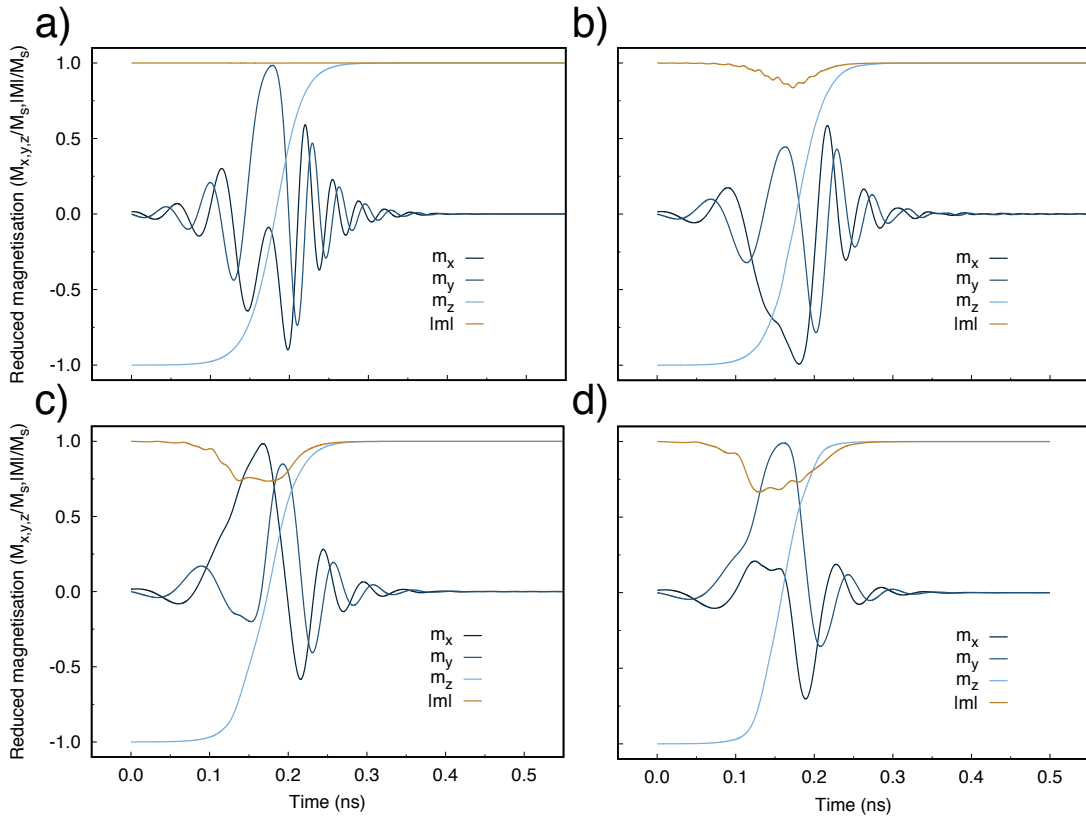 a)
b)
Reduced magnetisation (Mx,y,z/Ms,|M|/Ms)
1.0
0.5
0.0
-0.5
-1.0
mx
my
mz
|m|
mx
my
mz
|m|
c)
d)
Reduced magnetisation (Mx,y,z/Ms,|M|/Ms)
1.0
0.5
0.0
-0.5
-1.0
mx
my
mz
|m|
mx
my
mz
|m|
0.0 0.1 0.2 0.3 0.4 0.5
Time (ns)
0.0 0.1 0.2 0.3 0.4 0.5
Time (ns)